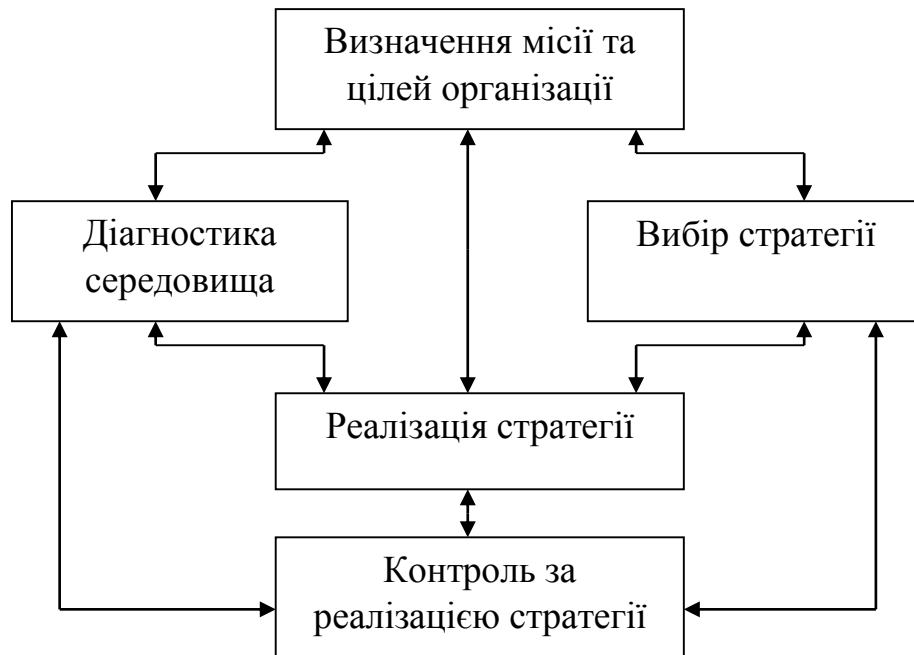 Визначення місії та
цілей організації
Діагностика
середовища
Вибір стратегії
Реалізація стратегії
Контроль за
реалізацією стратегії